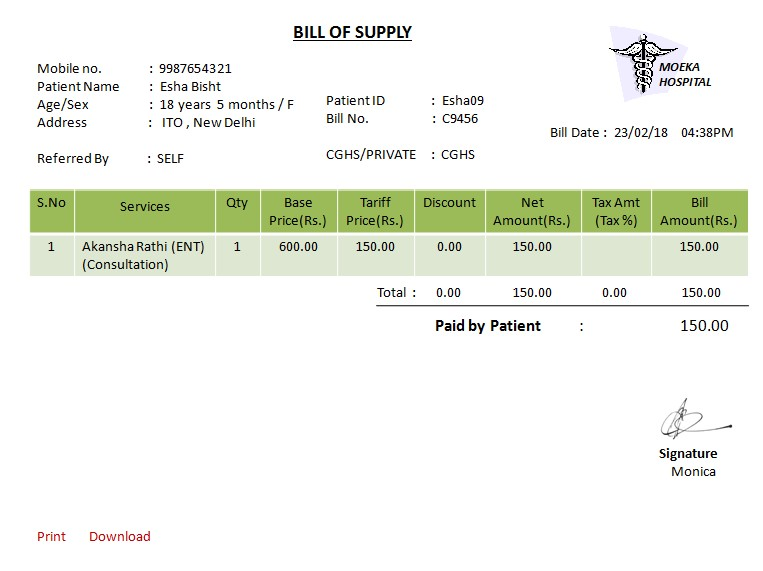 BILL OF SUPPLY
MOEKA
HOSPITAL
Mobile no. : 9987654321
Patient Name : Esha Bisht
Age/Sex : 18 years 5 months / F
Address : ITO , New Delhi
Referred By : SELF
Patient ID : Esha09
Bill No. : C9456
CGHS/PRIVATE : CGHS
Bill Date : 23/02/18 04:38PM
S.No Services Qty Base Price(Rs.) Tariff Price(Rs.) Discount Net Amount(Rs.) Tax Amt (Tax %) Bill Amount(Rs.)
1 Akansha Rathi (ENT) 1 600.00 150.00 0.00 150.00 150.00
(Consultation)
Total : 0.00 150.00 0.00 150.00
Paid by Patient : 150.00
Signature
Monica
Print Download